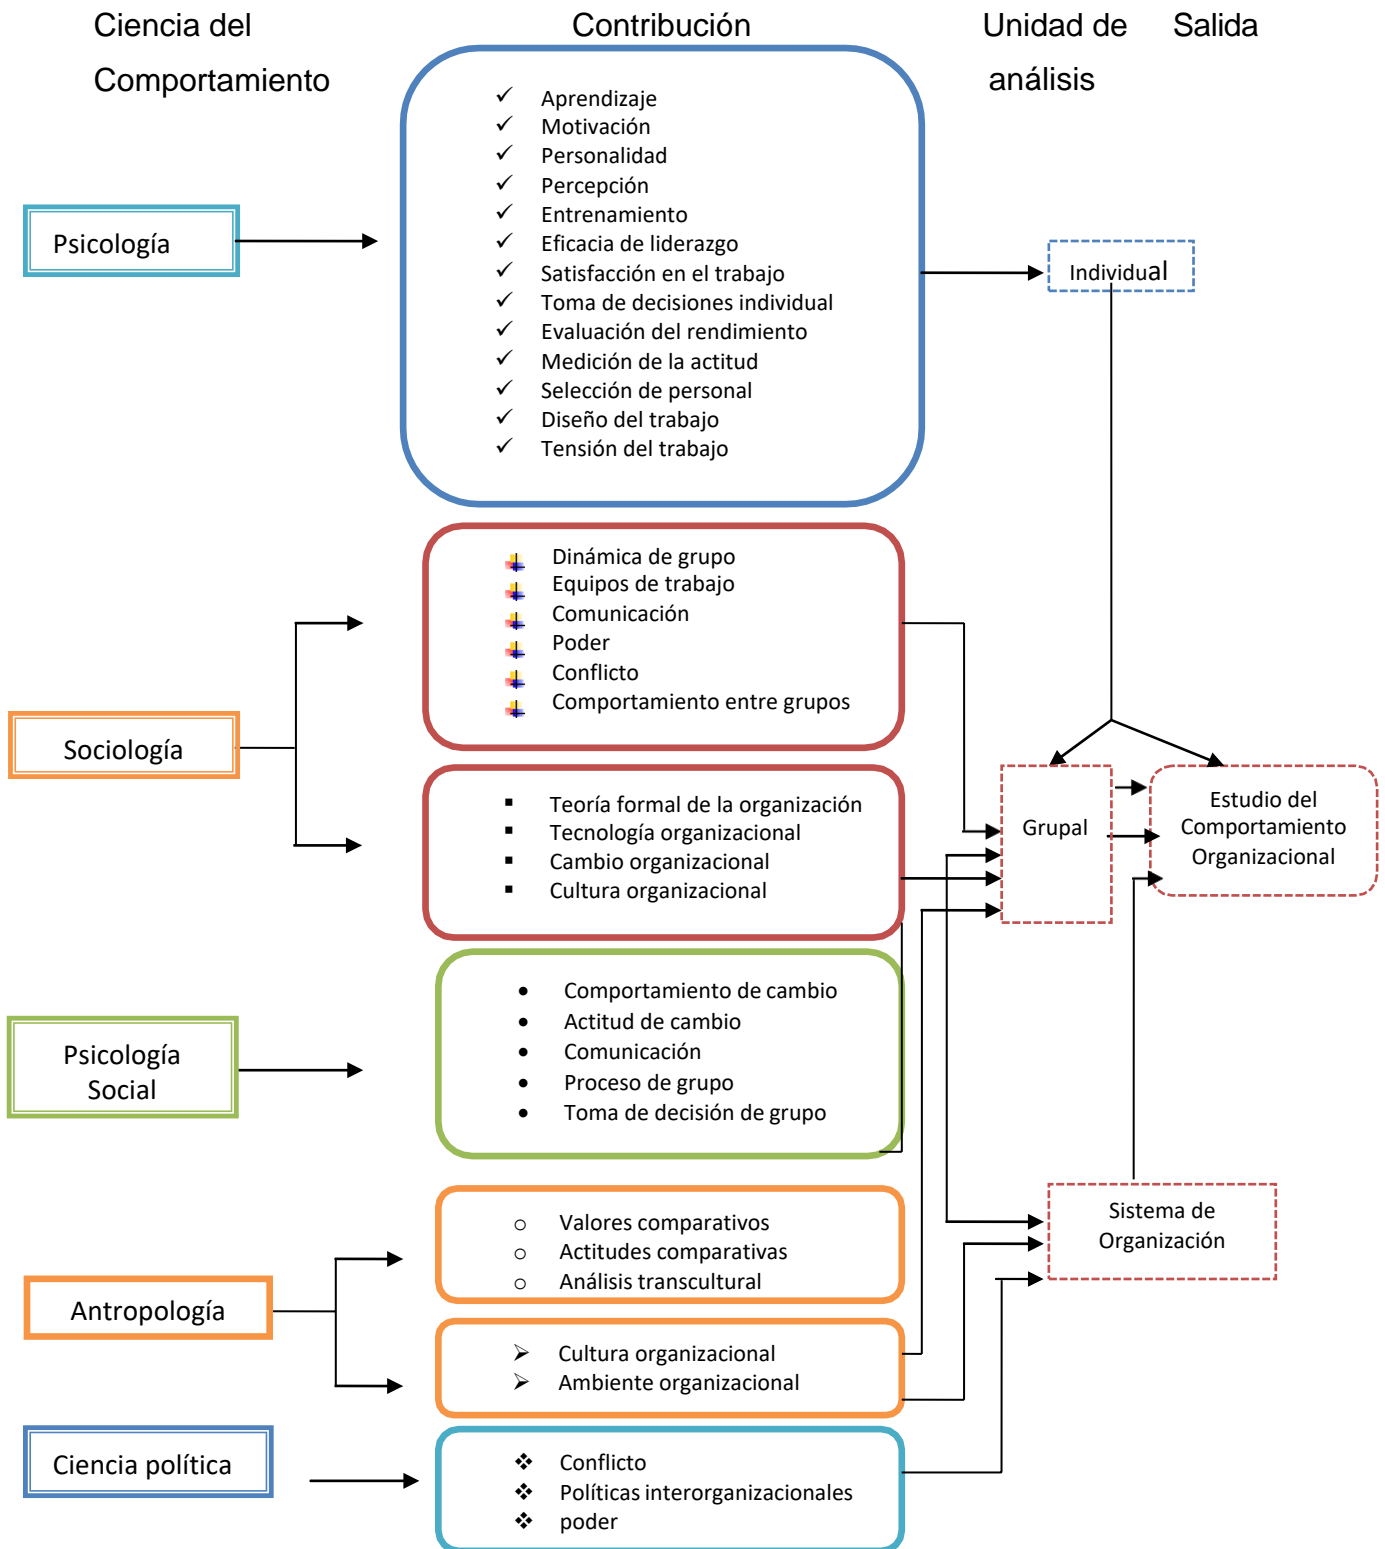 Ciencia del
Comportamiento
Contribución
Unidad de
análisis
Salida
Psicología
Aprendizaje
Motivación
Personalidad
Percepción
Entrenamiento
Eficacia de liderazgo
Satisfacción en el trabajo
Toma de decisiones individual
Evaluación del rendimiento
Medición de la actitud
Selección de personal
Diseño del trabajo
Tensión del trabajo
Individual
Sociología
Dinámica de grupo
Equipos de trabajo
Comunicación
Poder
Conflicto
Comportamiento entre grupos
Teoría formal de la organización
Tecnología organizacional
Cambio organizacional
Cultura organizacional
Grupal
Estudio del
Comportamiento
Organizacional
Psicología
Social
Comportamiento de cambio
Actitud de cambio
Comunicación
Proceso de grupo
Toma de decisión de grupo
Antropología
Valores comparativos
Actitudes comparativas
Análisis transcultural
Cultura organizacional
Ambiente organizacional
Sistema de
Organización
Ciencia política
Conflicto
Políticas interorganizacionales
poder